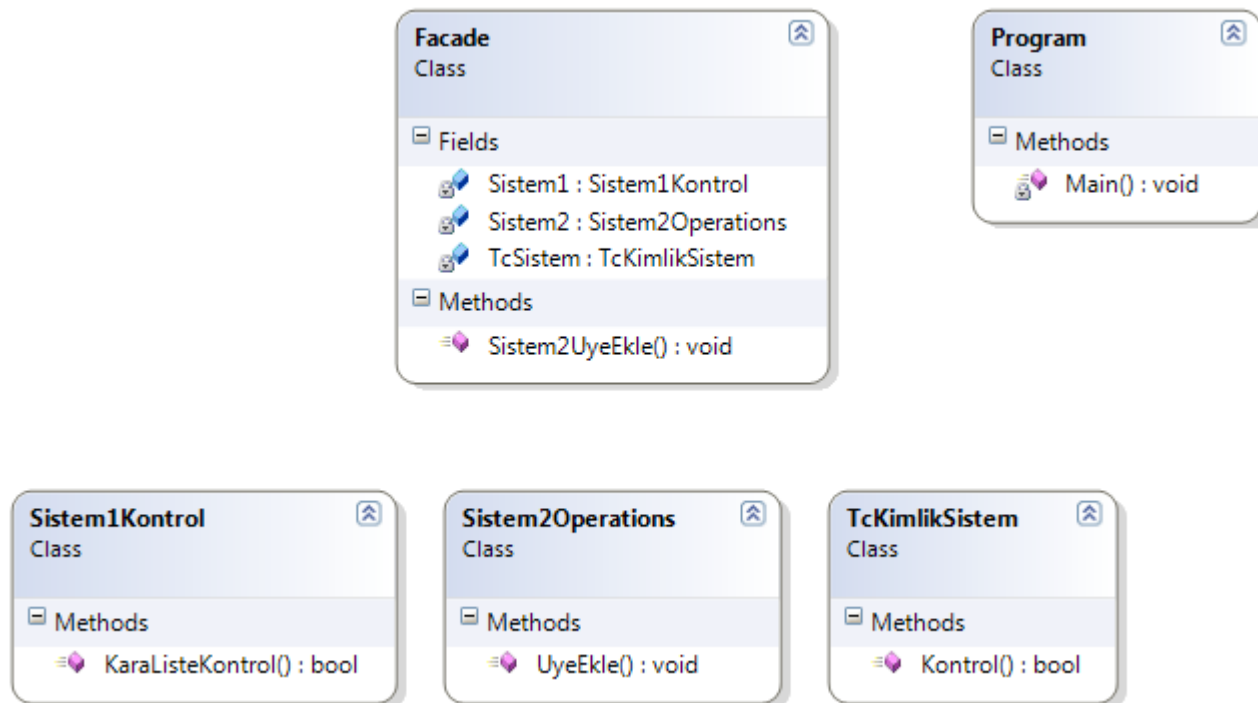 Facade
Class
Fields
Sistem1 : Sistem1Kontrol
Sistem2 : Sistem2Operations
TcSistem : TcKimlikSistem
Methods
Sistem2UyeEkle() : void
Program
Class
Methods
Main() : void
Sistem1Kontrol
Class
Methods
KaraListeKontrol() : bool
Sistem2Operations
Class
Methods
UyeEkle() : void
TcKimlikSistem
Class
Methods
Kontrol() : bool